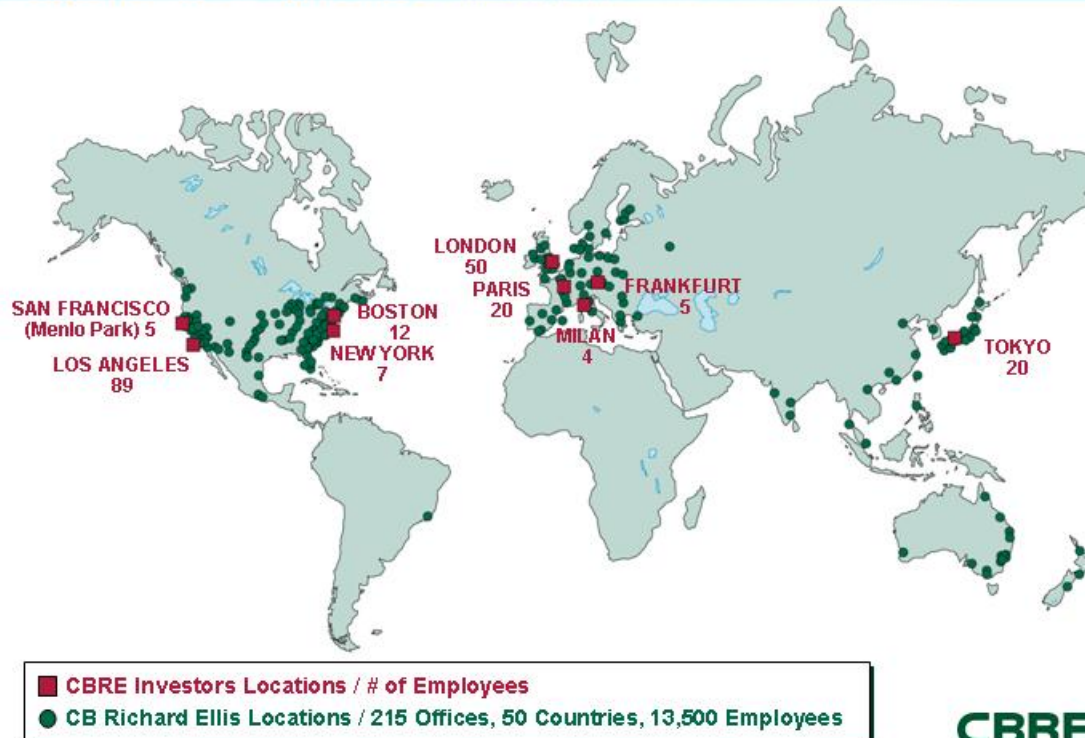 LONDON
50
PARIS
20
FRANKFURT
5
MILAN
4
SAN FRANCISCO
(Menlo Park) 5
LOS ANGELES
89
BOSTON
12
NEW YORK
7
TOKYO
20
CBRE Investors Locations / # of Employees
CB Richard Ellis Locations / 215 Offices, 50 Countries, 13,500 Employees
CBRE